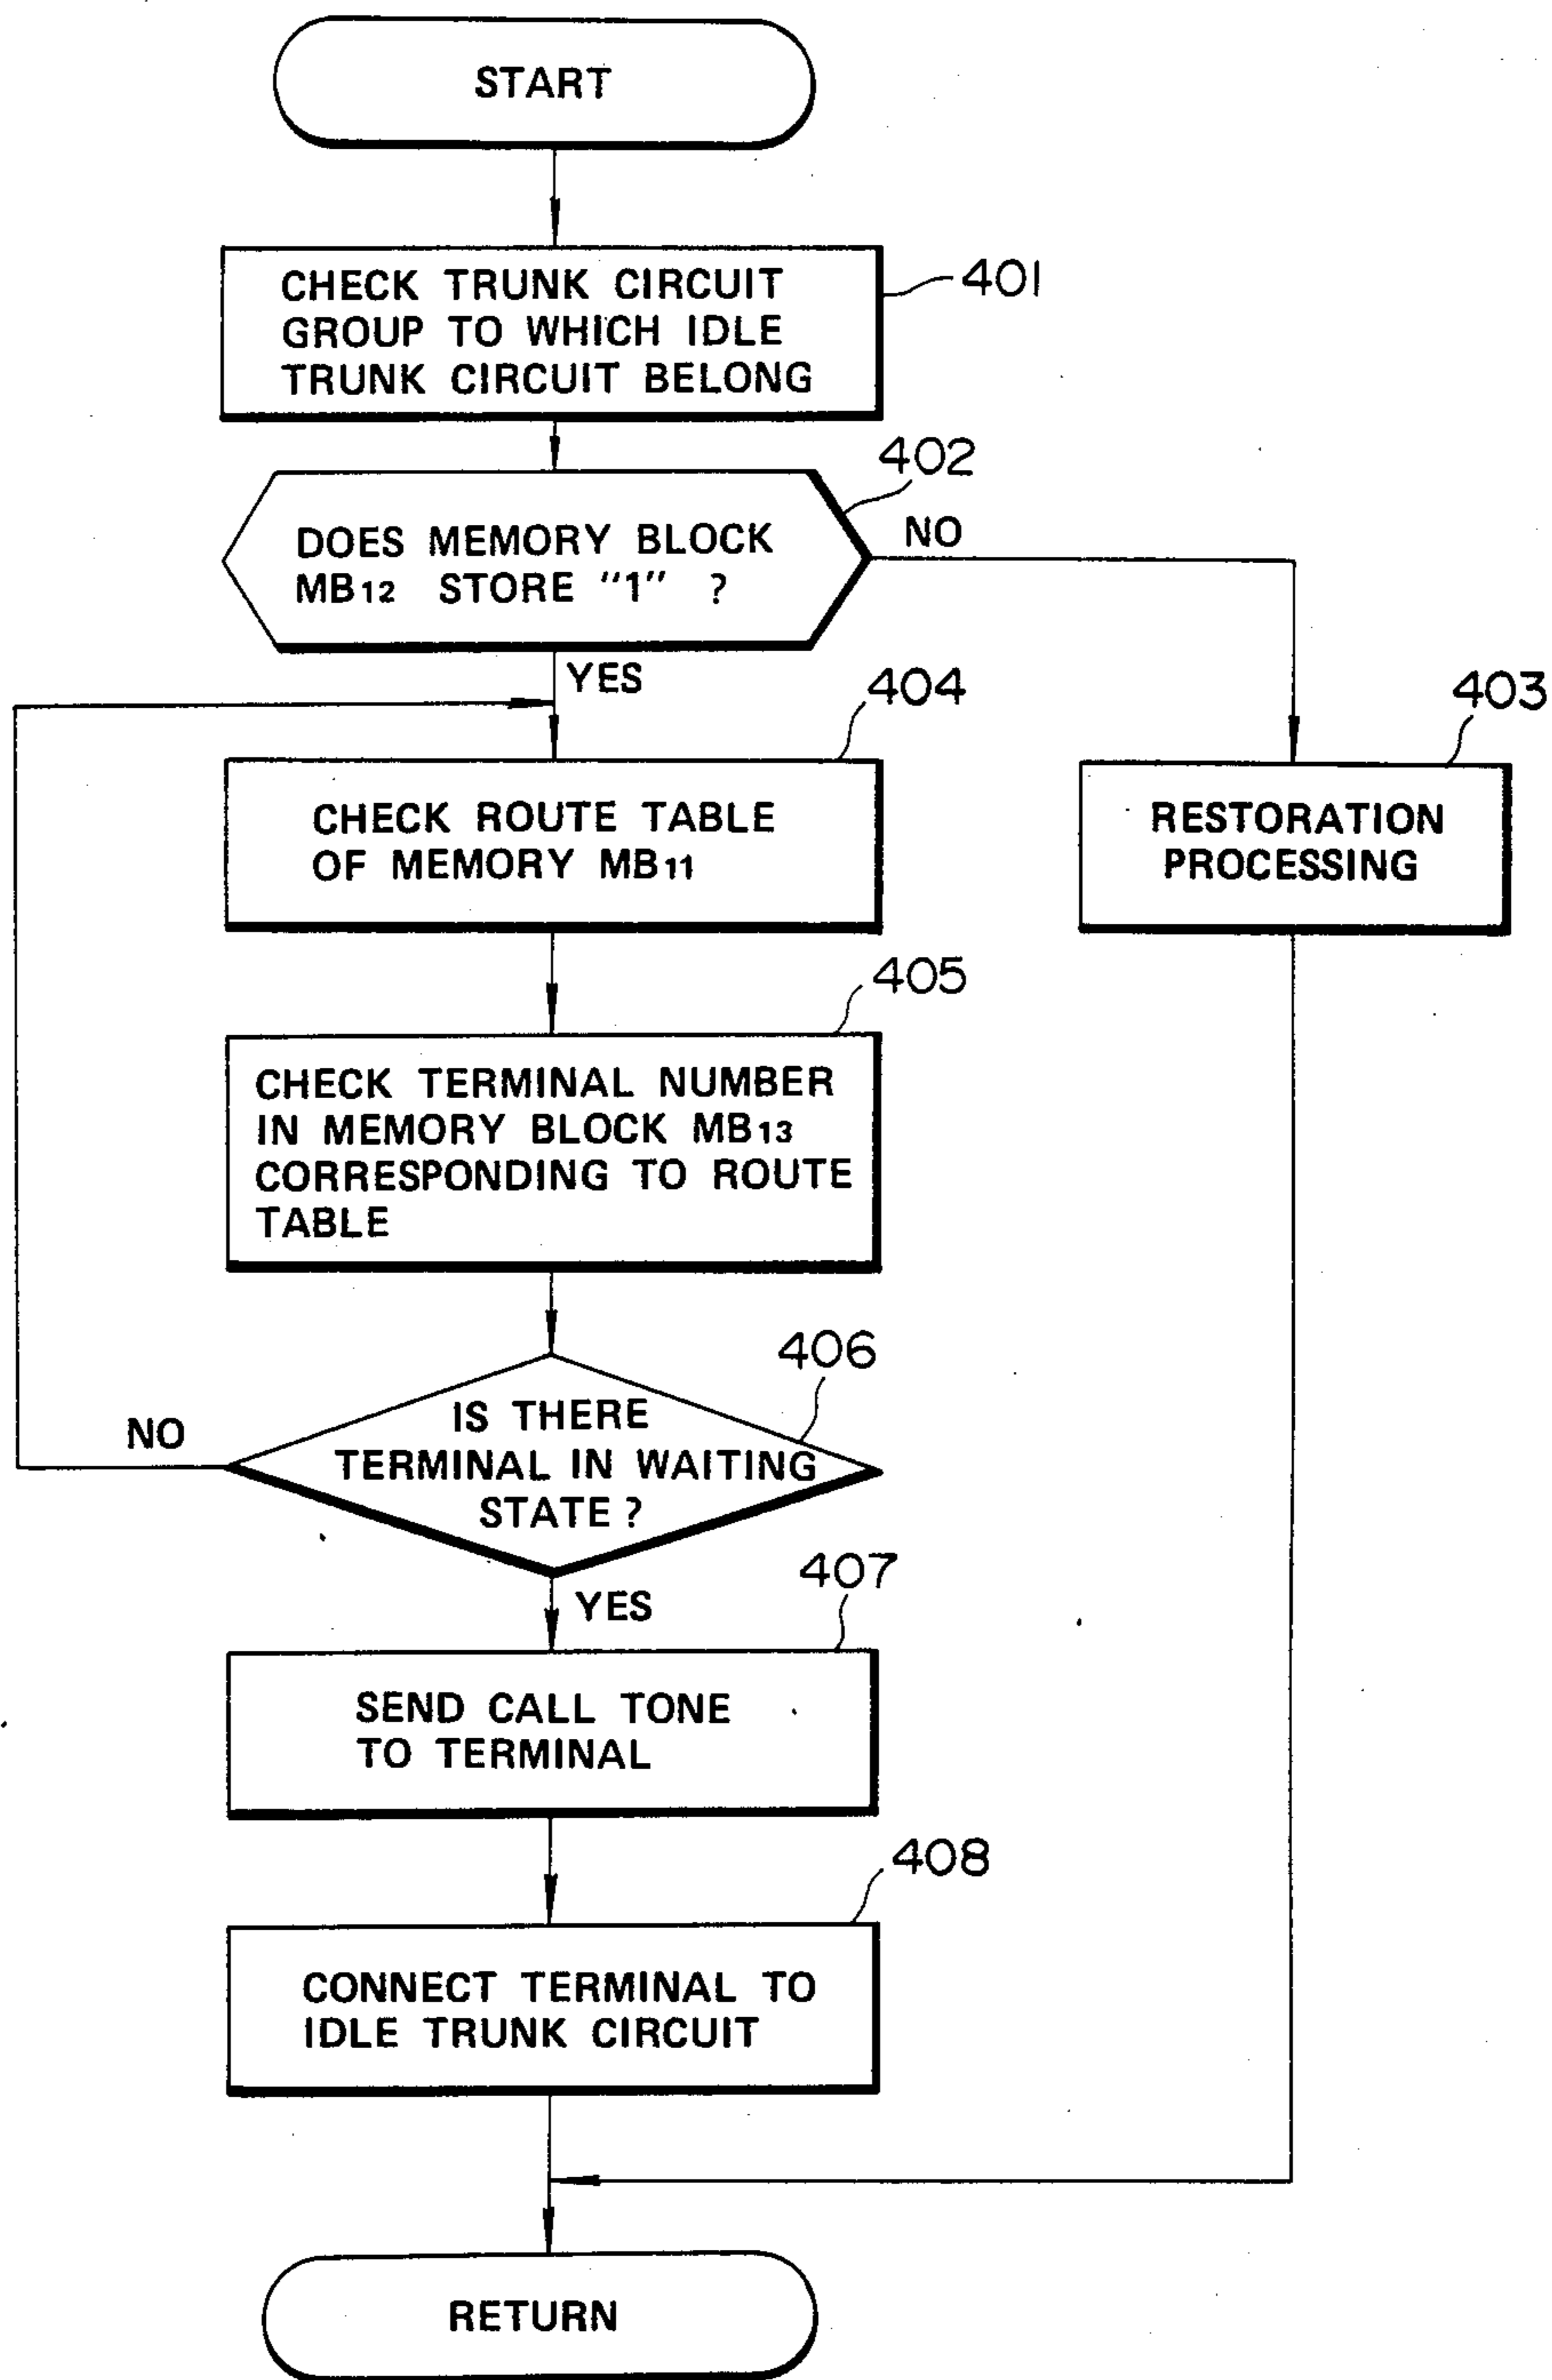 START
CHECK TRUNK CIRCUIT
GROUP TO WHICH IDLE
TRUNK CIRCUIT BELONG
401
402
DOES MEMORY BLOCK
MB12 STORE "1" ?
NO
YES
404
403
CHECK ROUTE TABLE
OF MEMORY MB11
RESTORATION
PROCESSING
405
CHECK TERMINAL NUMBER
IN MEMORY BLOCK MB13
CORRESPONDING TO ROUTE
TABLE
406
NO
IS THERE
TERMINAL IN WAITING
STATE ?
407
YES
SEND CALL TONE
TO TERMINAL
408
CONNECT TERMINAL TO
IDLE TRUNK CIRCUIT
RETURN